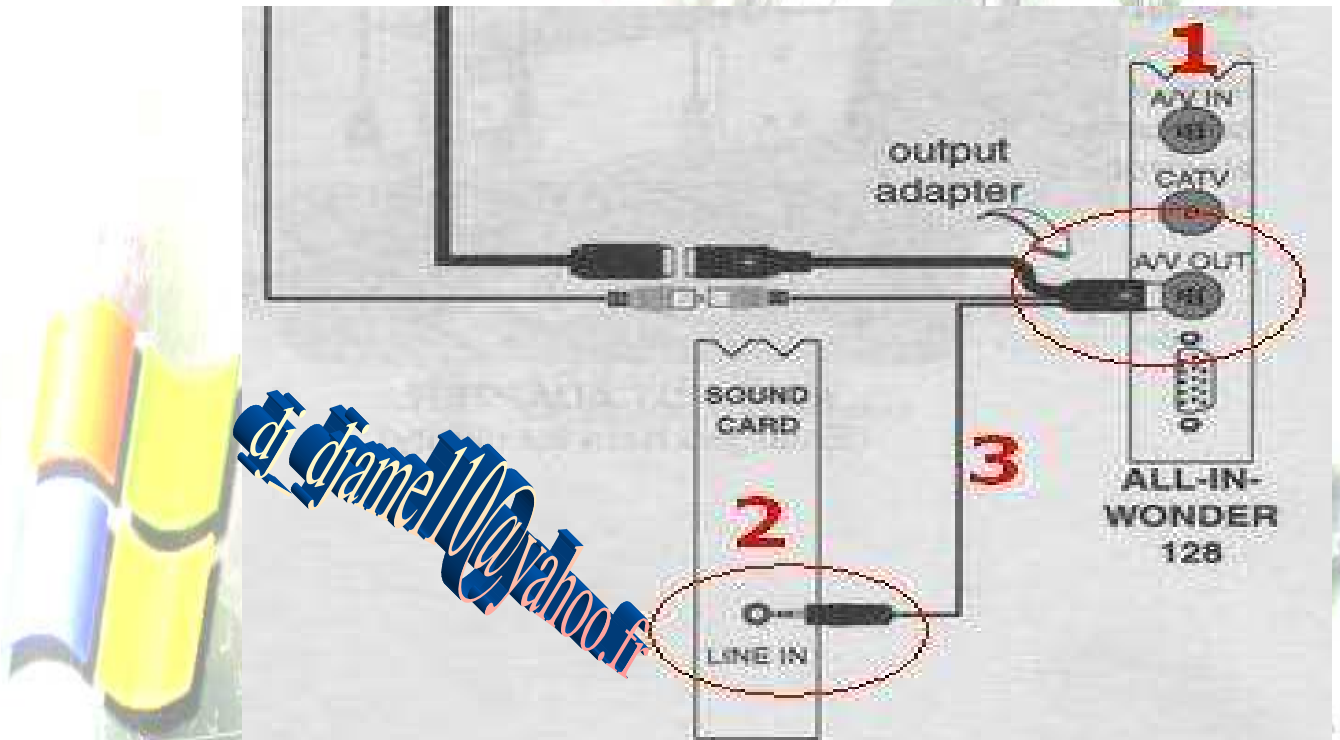 1
A/V IN
output
adapter
CATV
A/V OUT
SOUND
CARD
3
ALL-IN-
WONDER
128
2
LINE IN
dj_djamel10@yahoo.fr